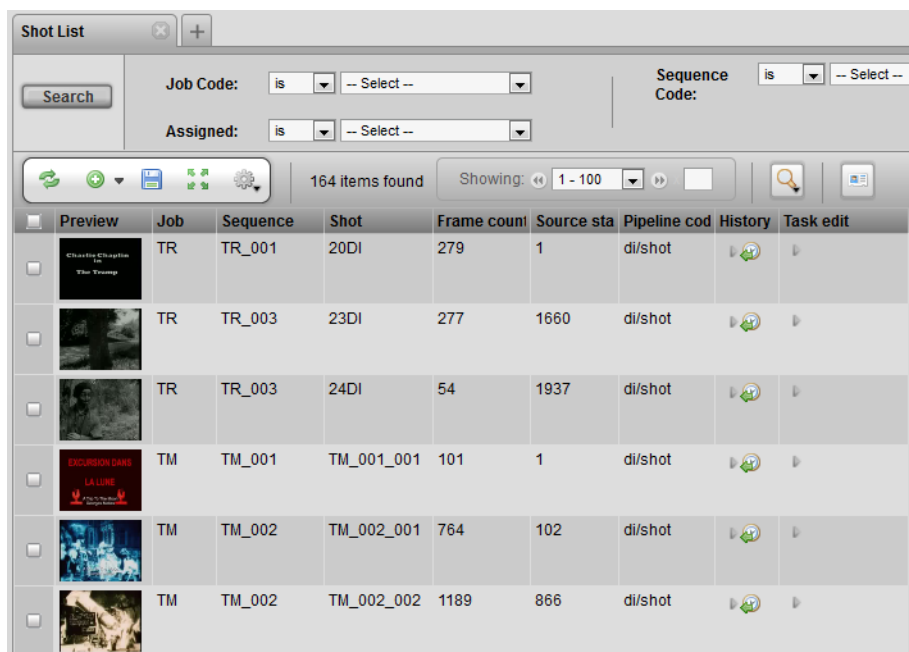 Shot List
Search
Job Code: is -- Select --
Sequence Code: is -- Select --
Assigned: is -- Select --
164 items found Showing: 1 - 100
Preview Job Sequence Shot Frame count Source sta Pipeline cod History Task edit
Charlie Chaplin
in
The Tramp
TR TR_001 20DI 279 1 di/shot
TR TR_003 23DI 277 1660 di/shot
TR TR_003 24DI 54 1937 di/shot
EXCURSION DANS
LA LUNE
TM TM_001 TM_001_001 101 1 di/shot
TM TM_002 TM_002_001 764 102 di/shot
TM TM_002 TM_002_002 1189 866 di/shot